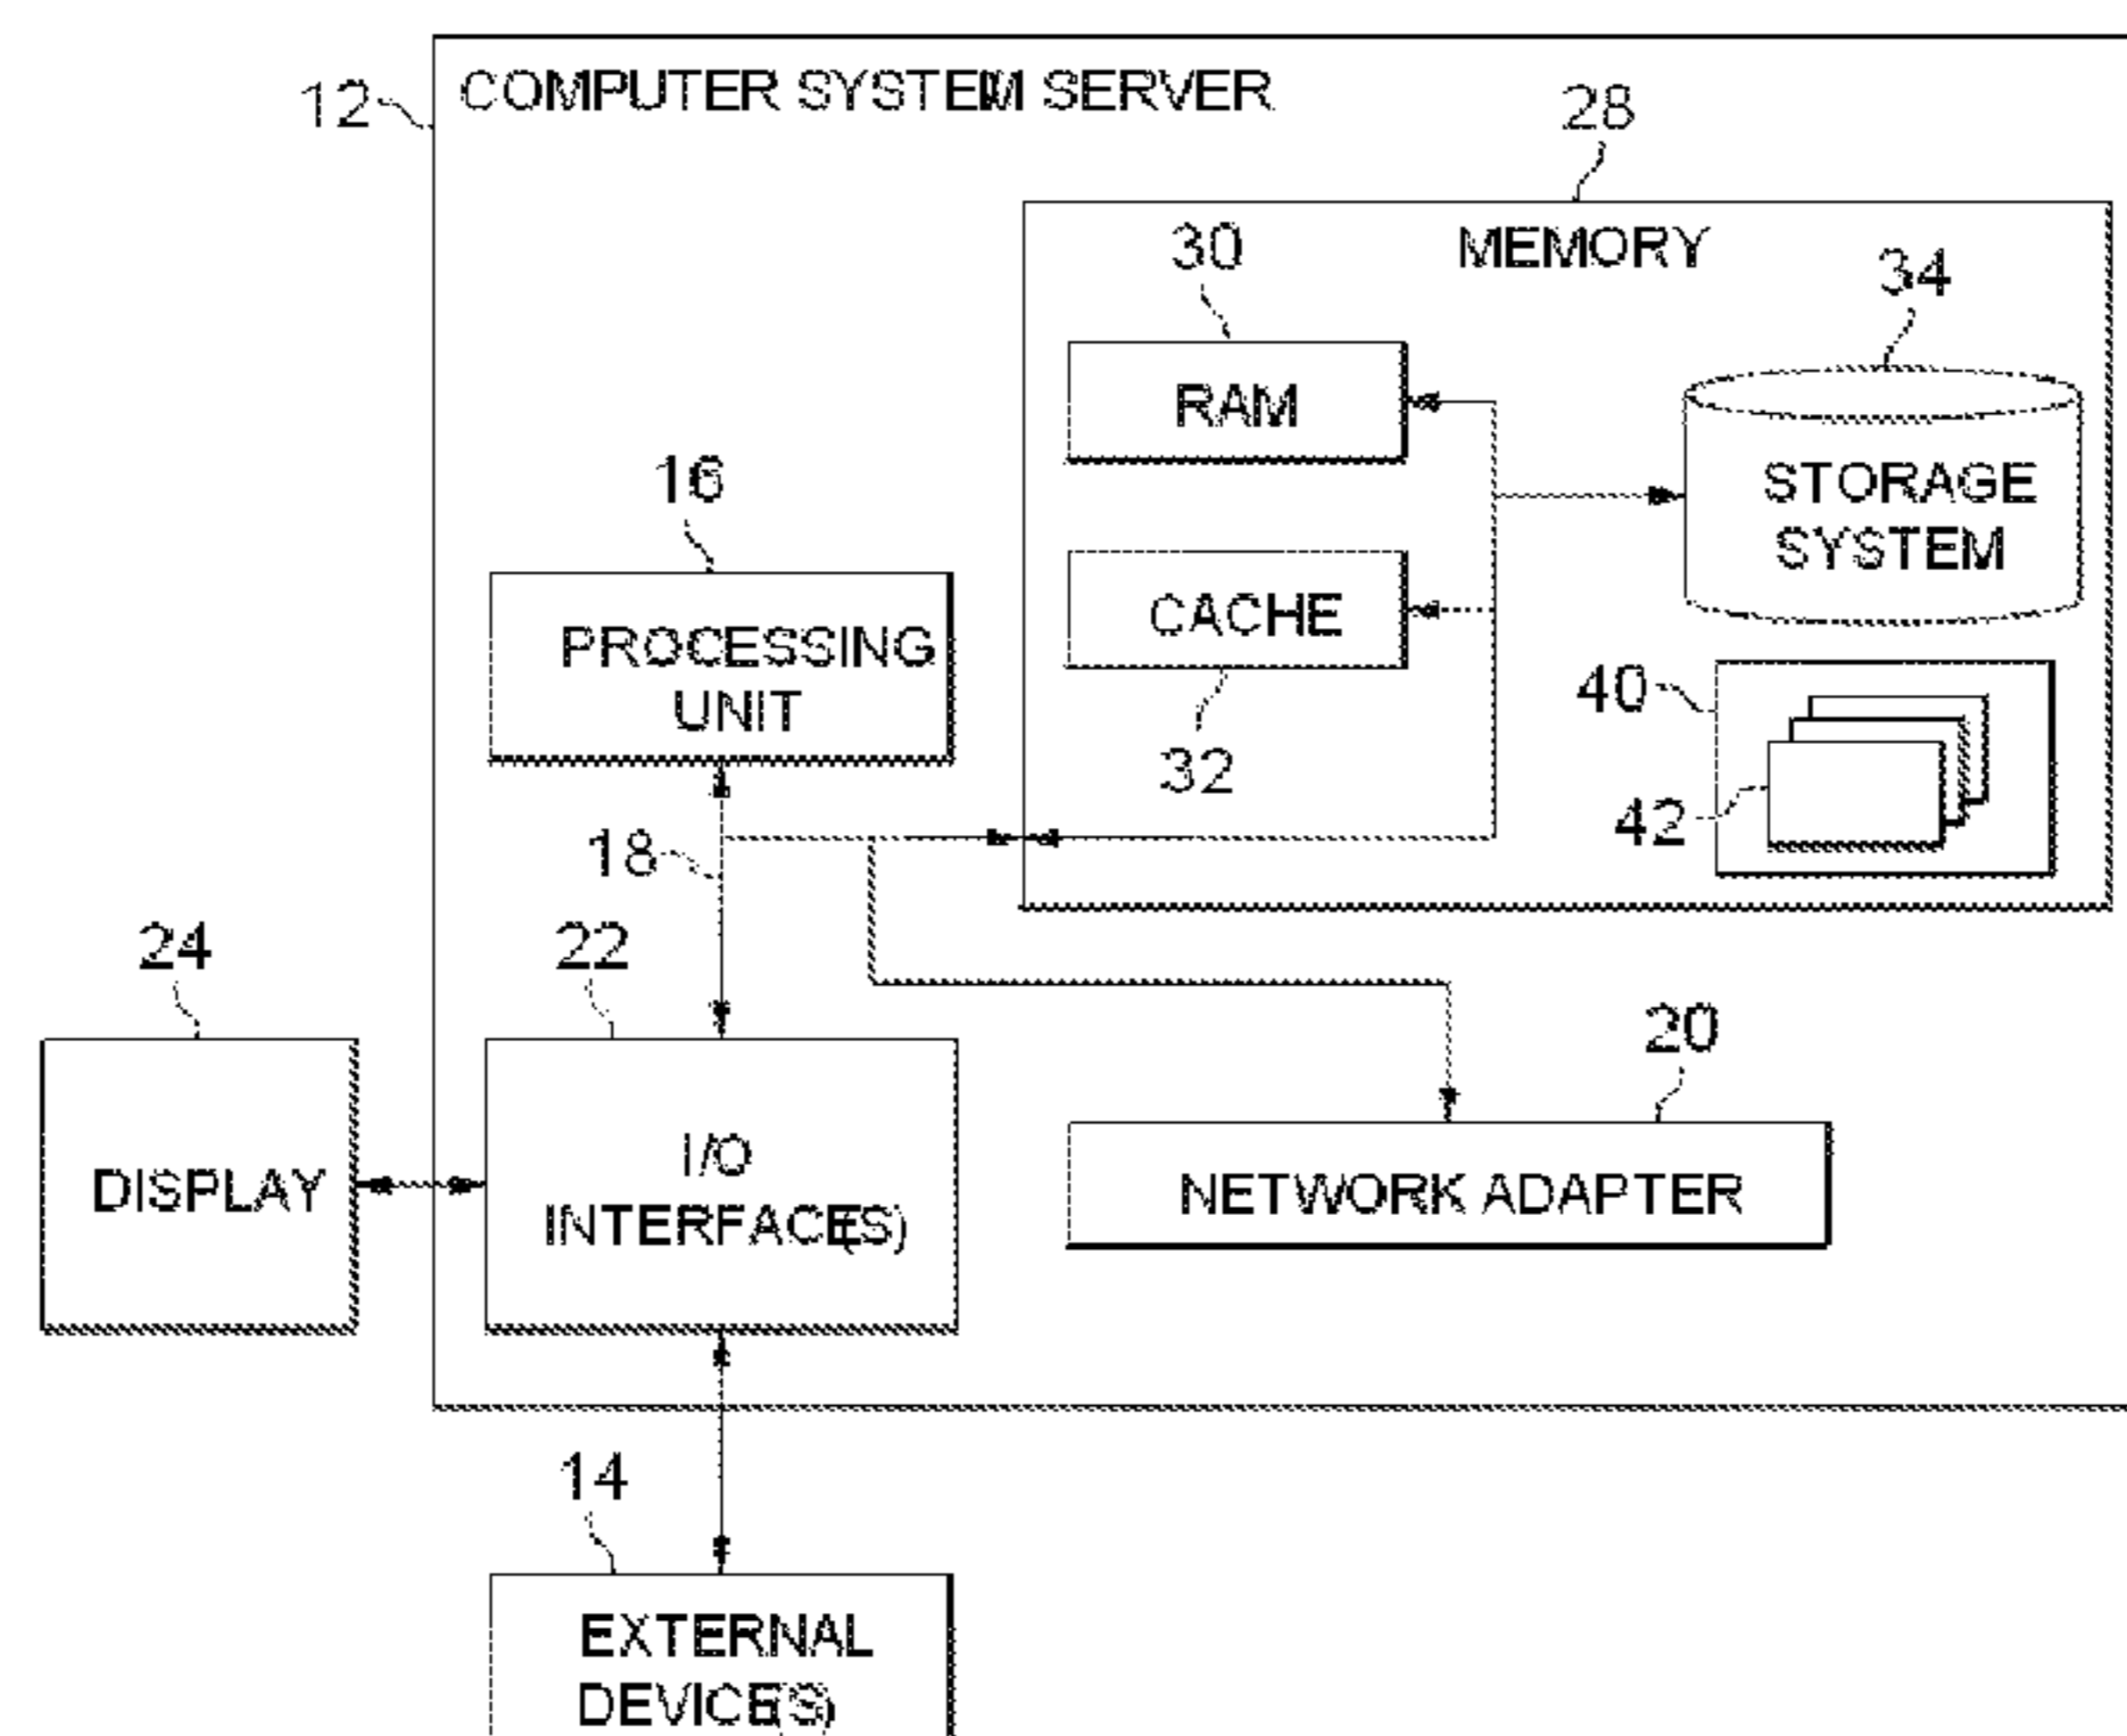 12
COMPUTER SYSTEM SERVER
28
30
MEMORY
34
RAM
16
STORAGE
SYSTEM
CACHE
PROCESSING
UNIT
40
32
42
18
24
22
20
I/O
INTERFACE(S)
DISPLAY
NETWORK ADAPTER
14
EXTERNAL
DEVICE(S)